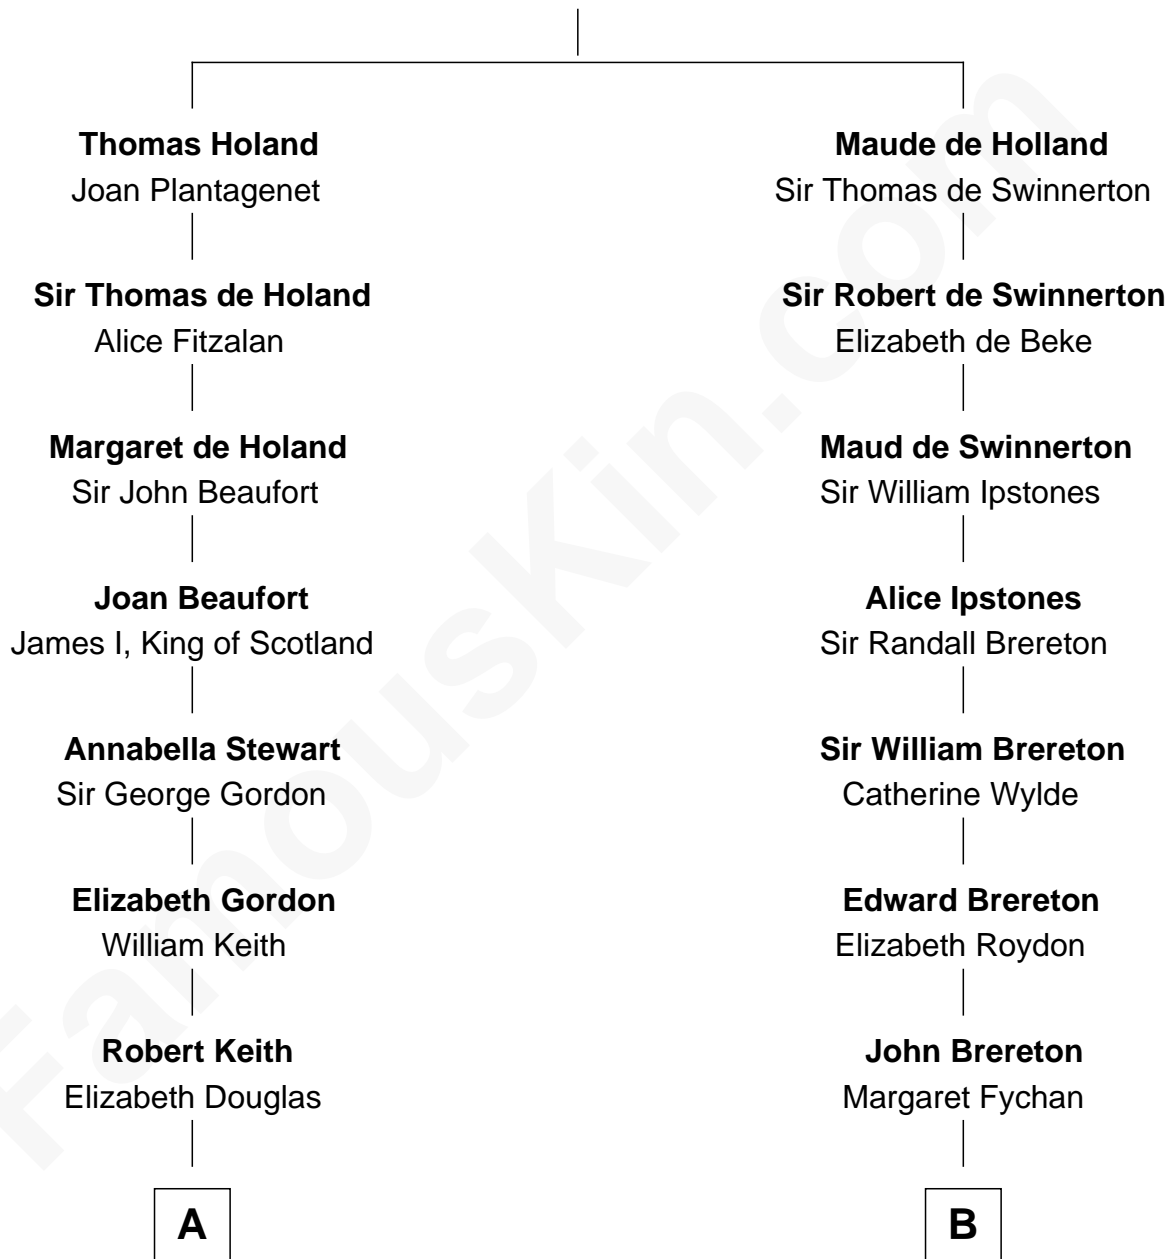 Thomas Holand
Joan Plantagenet
Sir Thomas de Holand
Alice Fitzalan
Margaret de Holand
Sir John Beaufort
Joan Beaufort
James I, King of Scotland
Annabella Stewart
Sir George Gordon
Elizabeth Gordon
William Keith
Robert Keith
Elizabeth Douglas
A
Maude de Holland
Sir Thomas de Swinnerton
Sir Robert de Swinnerton
Elizabeth de Beke
Maud de Swinnerton
Sir William Ipstones
Alice Ipstones
Sir Randall Brereton
Sir William Brereton
Catherine Wylde
Edward Brereton
Elizabeth Roydon
John Brereton
Margaret Fychan
B
FamousKin.com